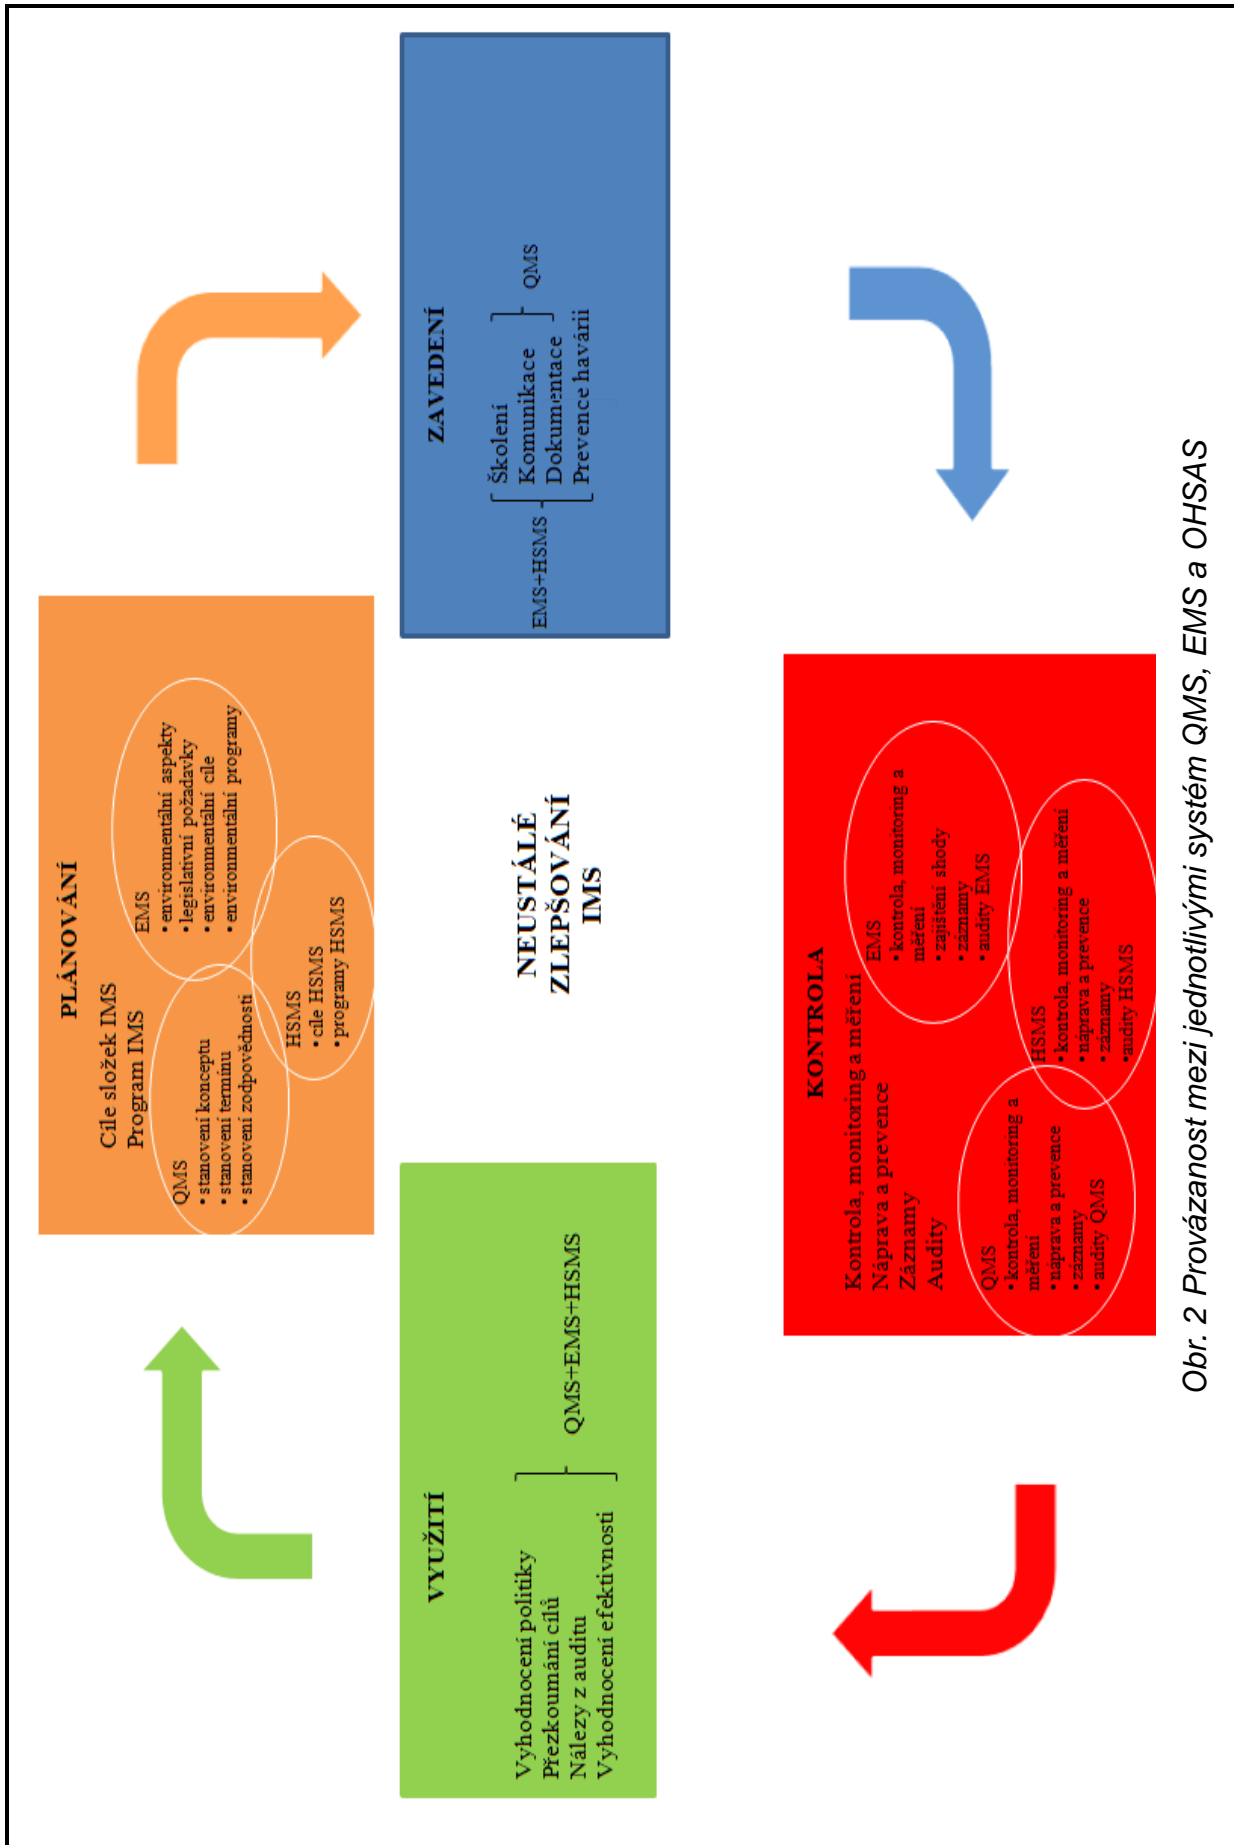 PLÁNOVÁNÍ
Cíle složek IMS
Program IMS
QMS
• stanovení konceptu
• stanovení termínu
• stanovení zodpovědnosti
EMS
• environmentální aspekty
• legislativní požadavky
• environmentální cíle
• environmentální programy
HSMS
• cíle HSMS
• programy HSMS
ZAVEDENÍ
EMS+HSMS
Školení
Komunikace
Dokumentace
Prevence havárii
QMS
NEUSTÁLÉ
ZLEPŠOVÁNÍ
IMS
KONTROLA
Kontrola, monitoring a měření
Náprava a prevence
Záznamy
Audity
QMS
• kontrola, monitoring a
měření
• náprava a prevence
• záznamy
• audity QMS
EMS
• kontrola, monitoring a
měření
• zajištění shody
• záznamy
• audity EMS
HSMS
• kontrola, monitoring a měření
• náprava a prevence
• záznamy
•audity HSMS
VYUŽITÍ
Vyhodnocení politiky
Přezkoumání cílů
Nálezy z auditu
Vyhodnocení efektivnosti
QMS+EMS+HSMS
Obr. 2 Provázanost mezi jednotlivými systém QMS, EMS a OHSAS